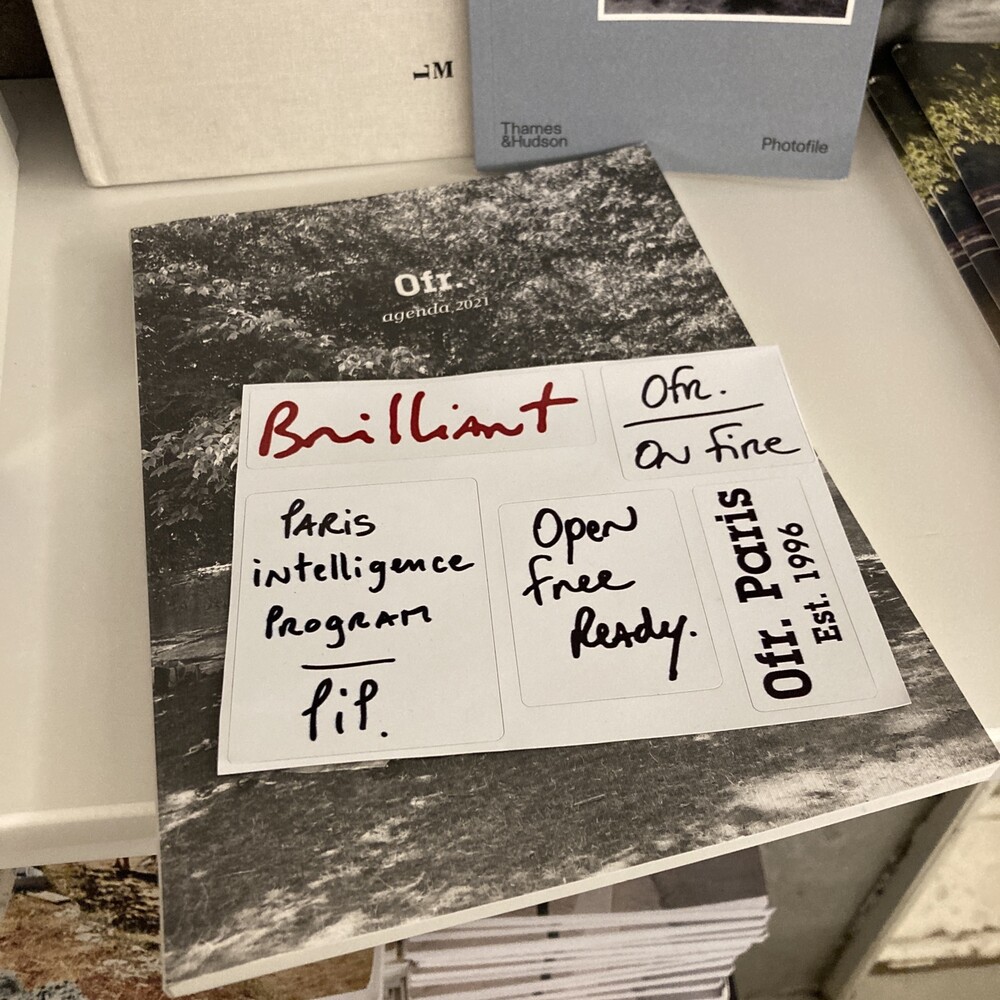 LM
Thames
&Hudson
Photofile
Ofr.
agenda 2021
Brilliant
Ofr.
On fire
PARis
intelligence
PROGRAM
PiP.
Open
free
ReAdy.
Ofr. Paris
Est. 1996